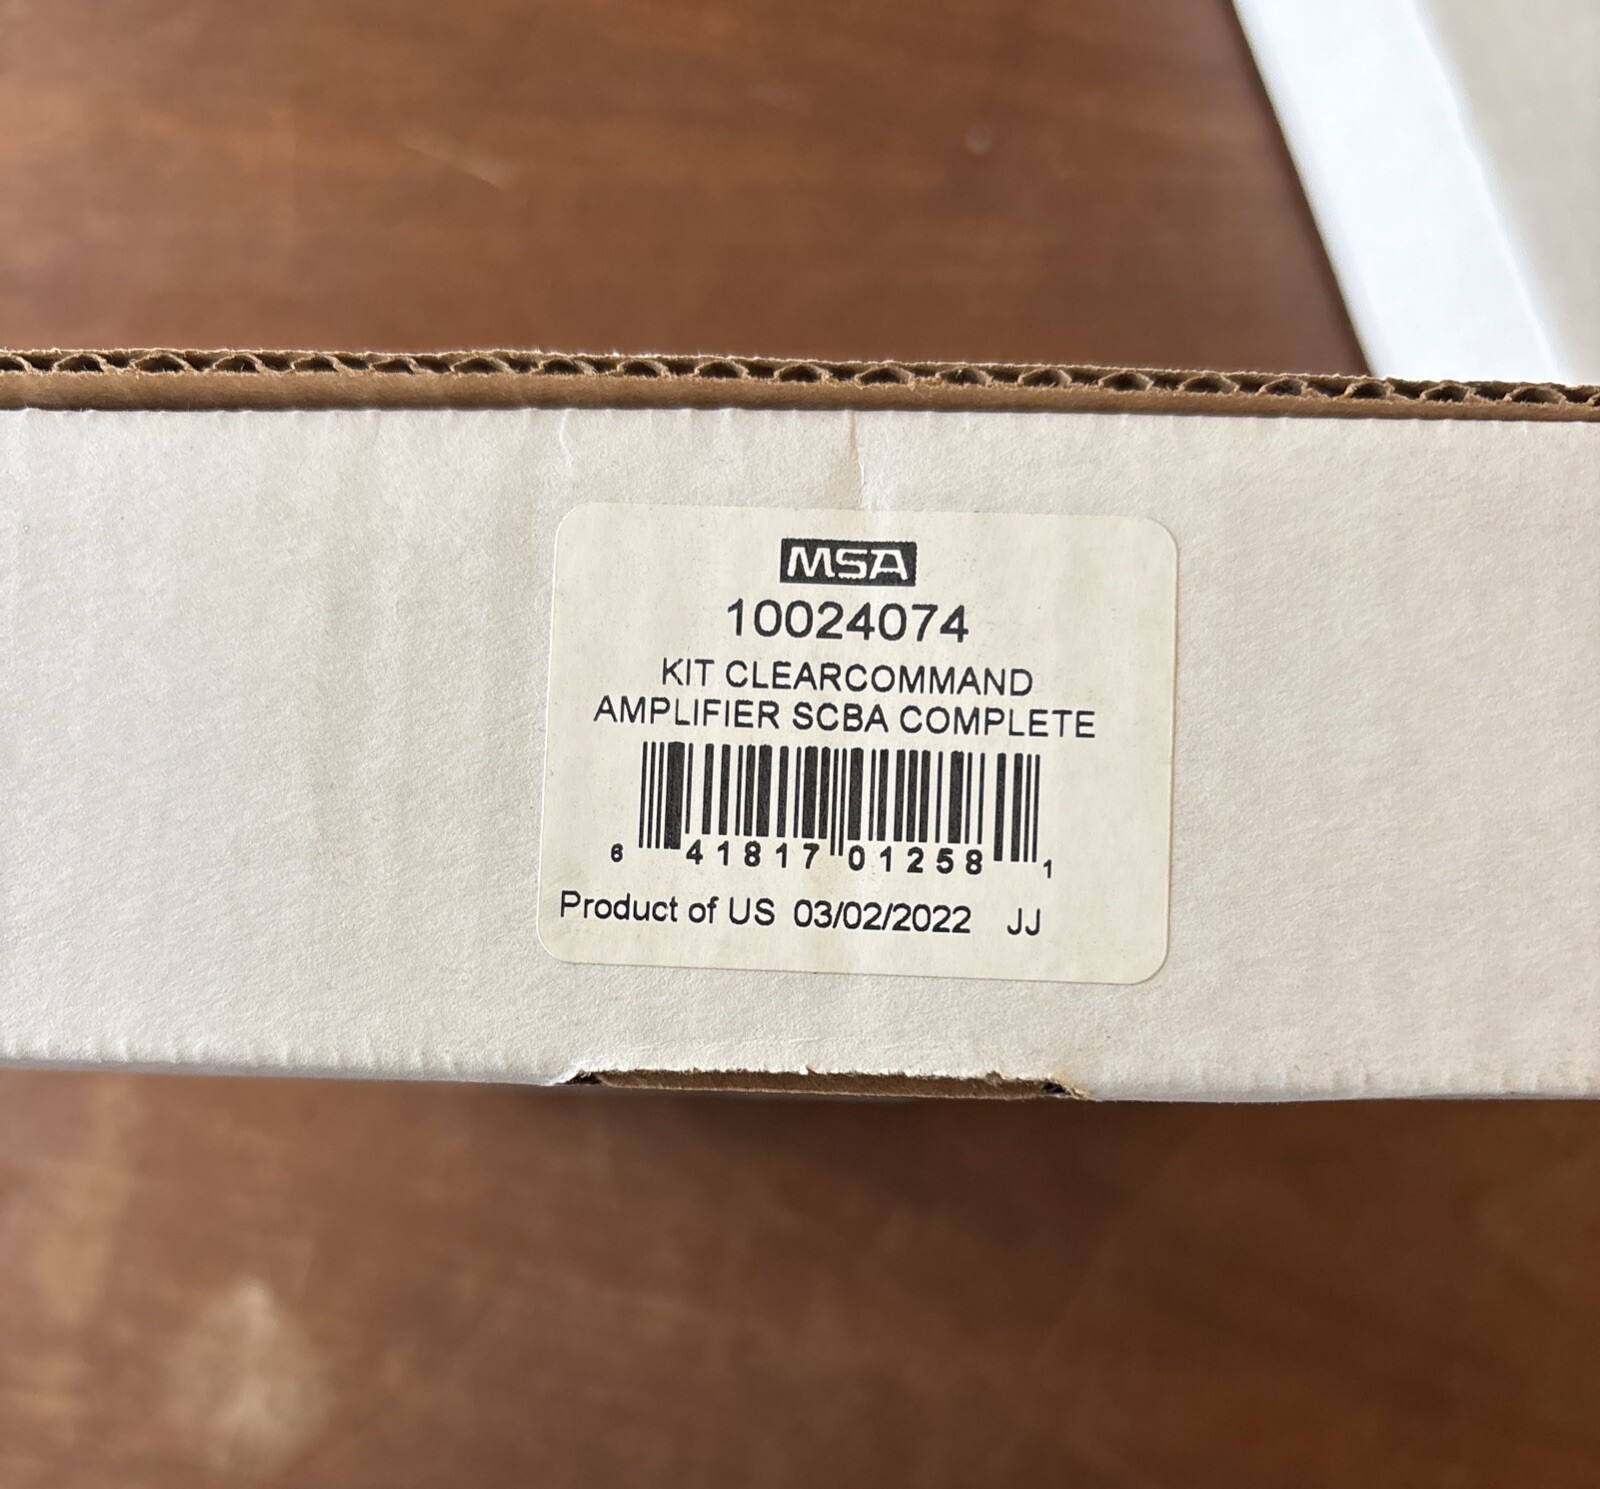 MSA
10024074
KIT CLEARCOMMAND
AMPLIFIER SCBA COMPLETE
6 41817 01258 1
Product of US 03/02/2022 JJ